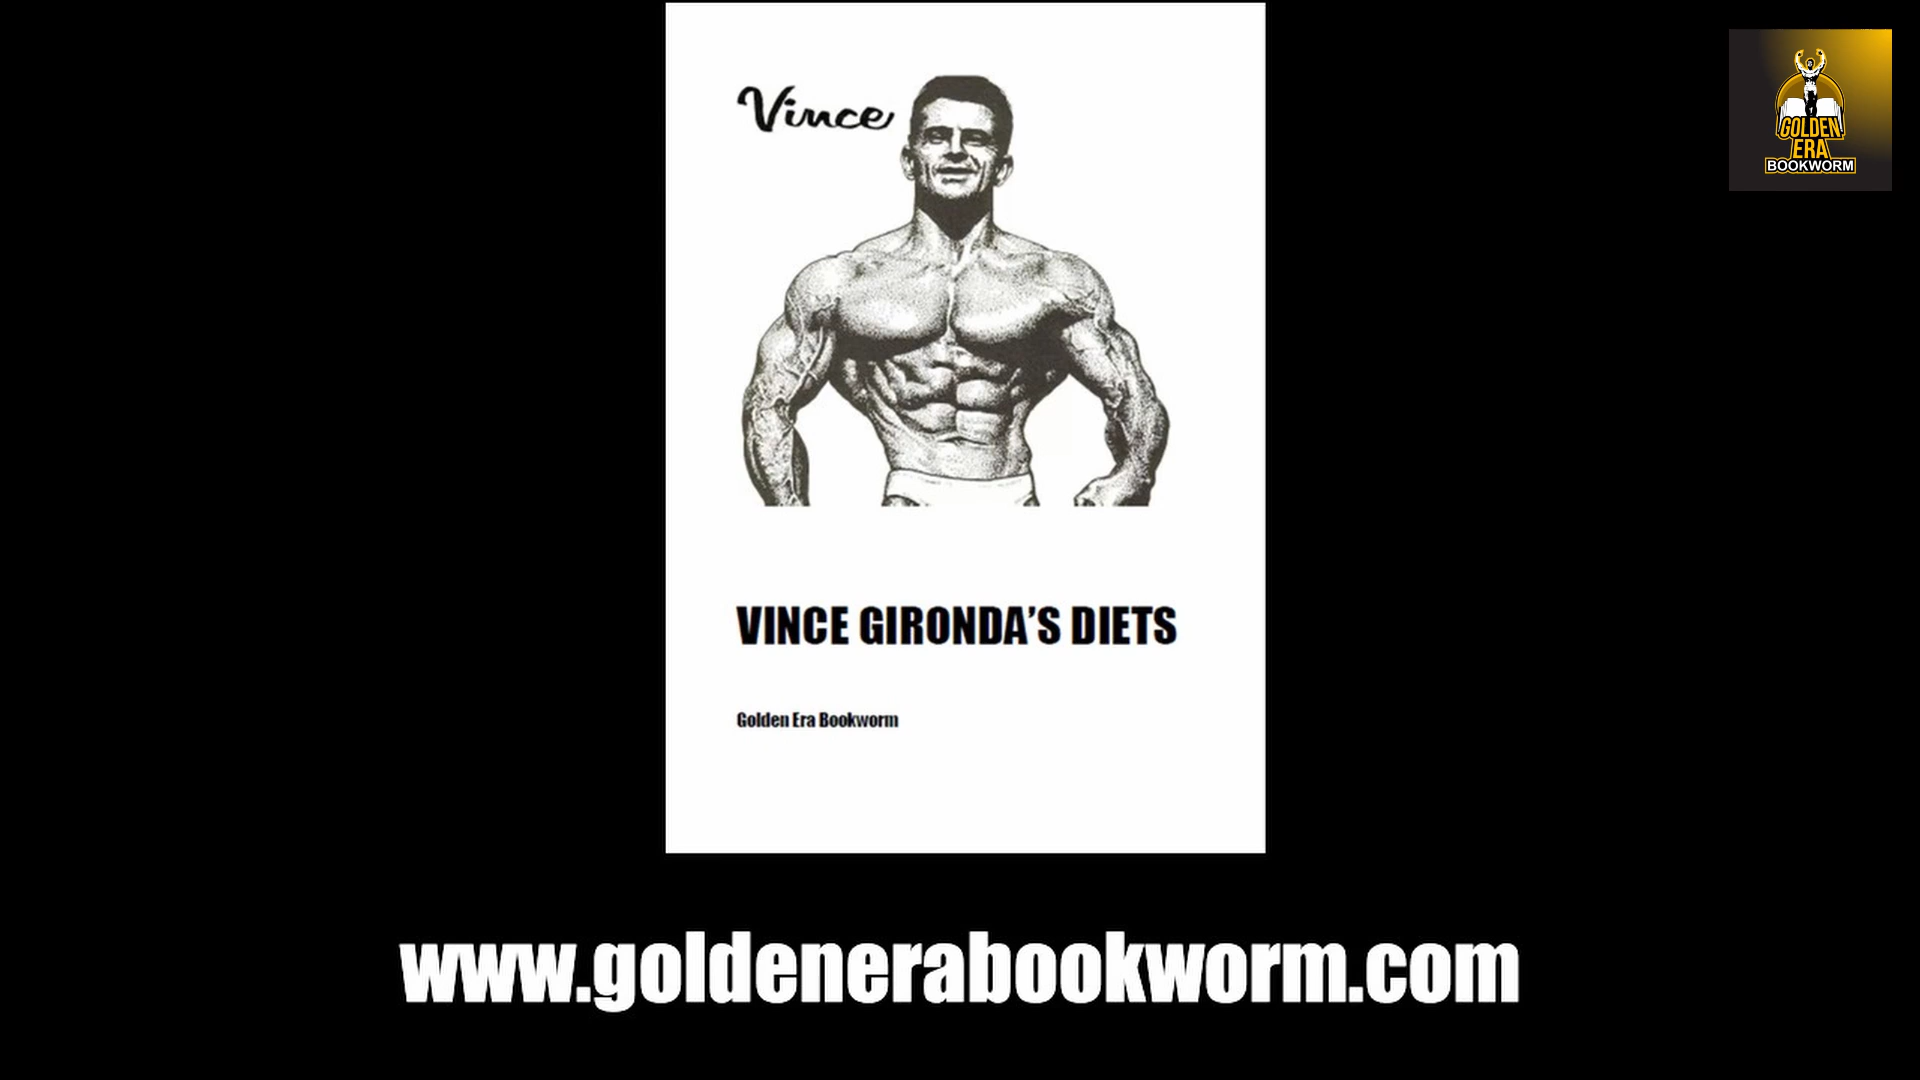 Vince
VINCE GIRONDA'S DIETS
Golden Era Bookworm
www.goldenerabookworm.com
GOLDEN
ERA
BOOKWORM